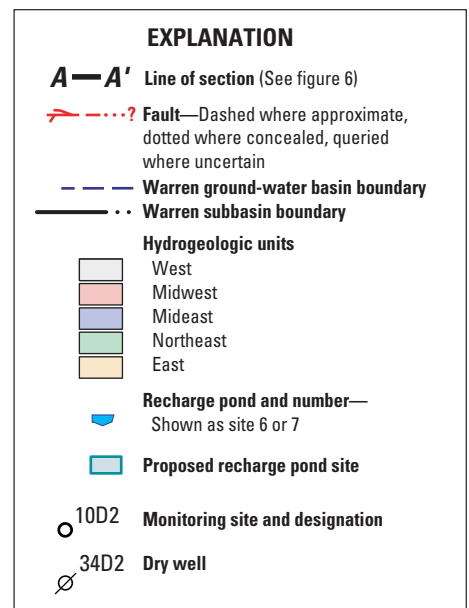 EXPLANATION
A A' Line of section (See figure 6)
? Fault—Dashed where approximate,
dotted where concealed, queried
where uncertain
Warren ground-water basin boundary
Warren subbasin boundary
Hydrogeologic units
West
Midwest
Mideast
Northeast
East
Recharge pond and number—
Shown as site 6 or 7
Proposed recharge pond site
10D2 Monitoring site and designation
34D2 Dry well